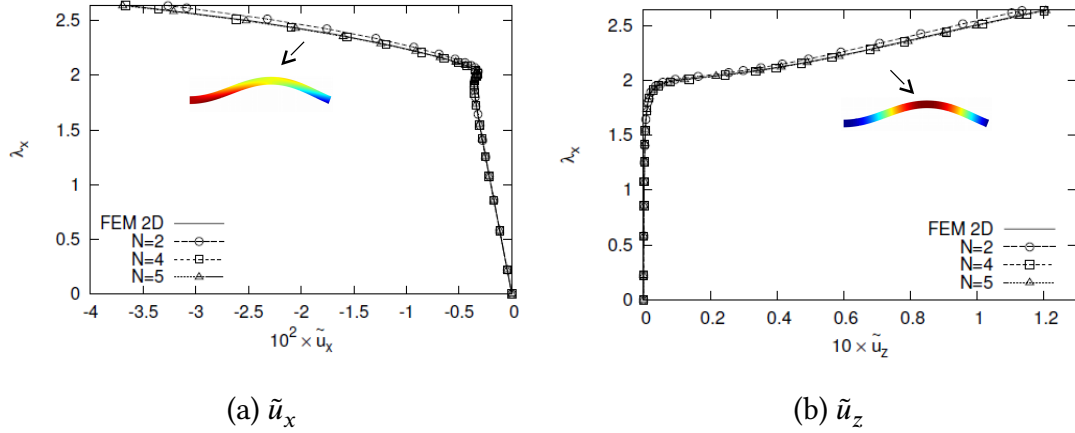 2.5
2
1.5
1
0.5
0
λx
FEM 2D
N=2
N=4
N=5
-4 -3.5 -3 -2.5 -2 -1.5 -1 -0.5 0
10² × ũx
2.5
2
1.5
1
0.5
0
λx
FEM 2D
N=2
N=4
N=5
0 0.2 0.4 0.6 0.8 1 1.2
10 × ũz
(a) ũx
(b) ũz